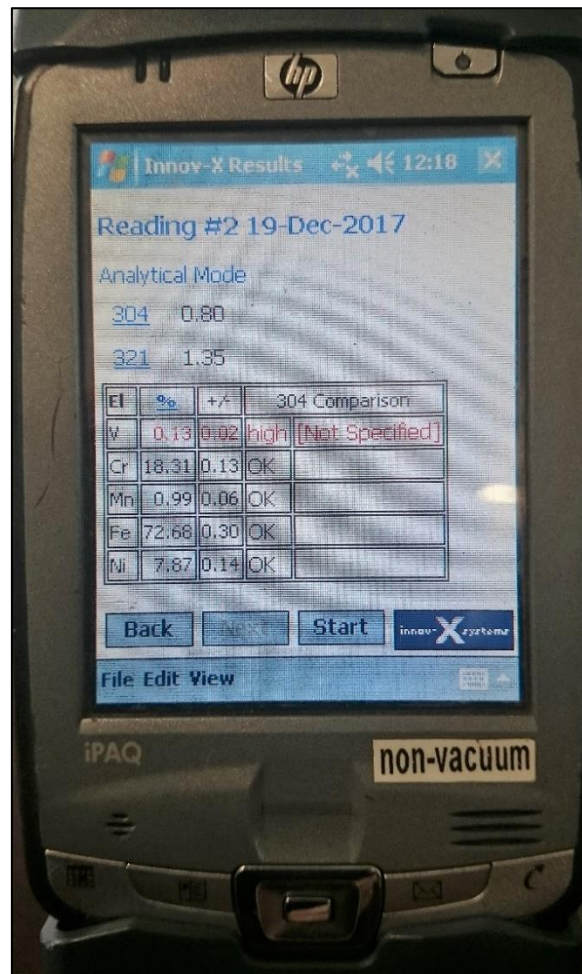 hp
Innov-X Results 12:18
Reading #2 19-Dec-2017
Analytical Mode
304 0.80
321 1.35
El % +/- 304 Comparison
V 0.13 0.02 high [Not Specified]
Cr 18.31 0.13 OK
Mn 0.99 0.06 OK
Fe 72.68 0.30 OK
Ni 7.87 0.14 OK
Back Next Start innov-X systems
File Edit View
iPAQ
non-vacuum